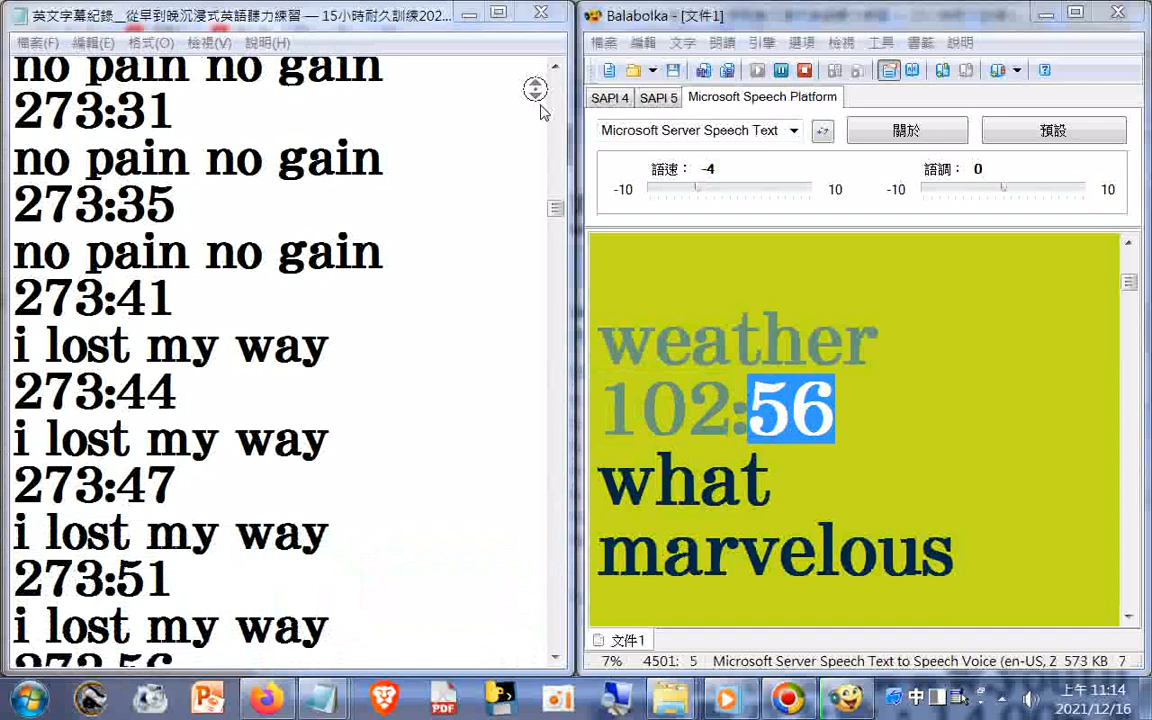 英文字幕紀錄__從早到晚沉浸式英語聽力練習 — 15小時耐久訓練202...
檔案(F) 編輯(E) 格式(O) 檢視(V) 說明(H)
no pain no gain
273:31
no pain no gain
273:35
no pain no gain
273:41
i lost my way
273:44
i lost my way
273:47
i lost my way
273:51
i lost my way
273:56
Balabolka - [文件1]
檔案 編輯 文字 朗讀 引擎 選項 檢視 工具 書籤 說明
SAPI 4 SAPI 5 Microsoft Speech Platform
Microsoft Server Speech Text 關於 預設
語速： -4 語調： 0
-10 10 -10 10
weather
102:56
what
marvelous
文件1
7% 4501: 5 Microsoft Server Speech Text to Speech Voice (en-US, Z 573 KB 7
PDF 中 上午 11:14
2021/12/16